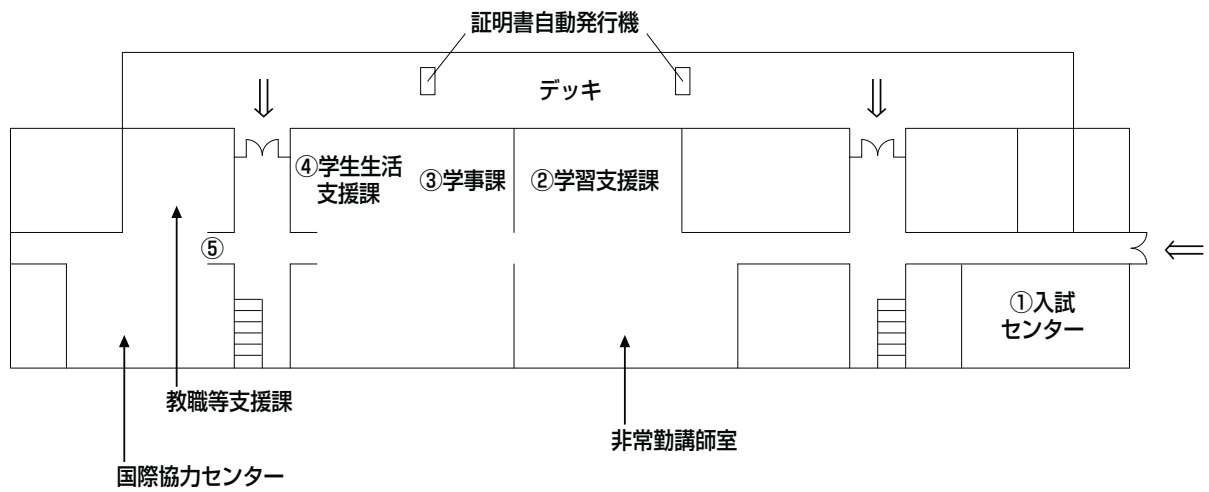 証明書自動発行機
デッキ
④学生生活
支援課
③学事課
②学習支援課
⑤
①入試
センター
教職等支援課
非常勤講師室
国際協力センター